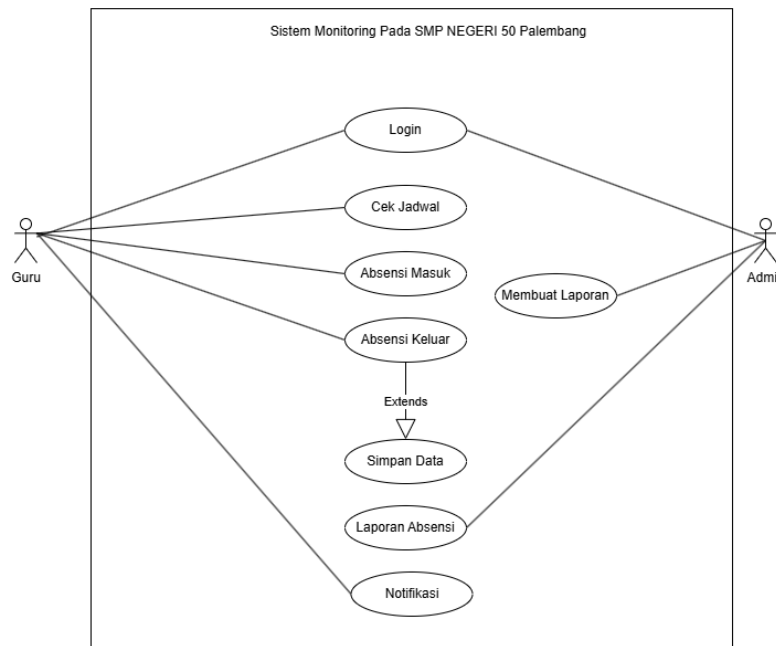 Sistem Monitoring Pada SMP NEGERI 50 Palembang
Login
Cek Jadwal
Guru
Absensi Masuk
Admi
Membuat Laporan
Absensi Keluar
Extends
Simpan Data
Laporan Absensi
Notifikasi